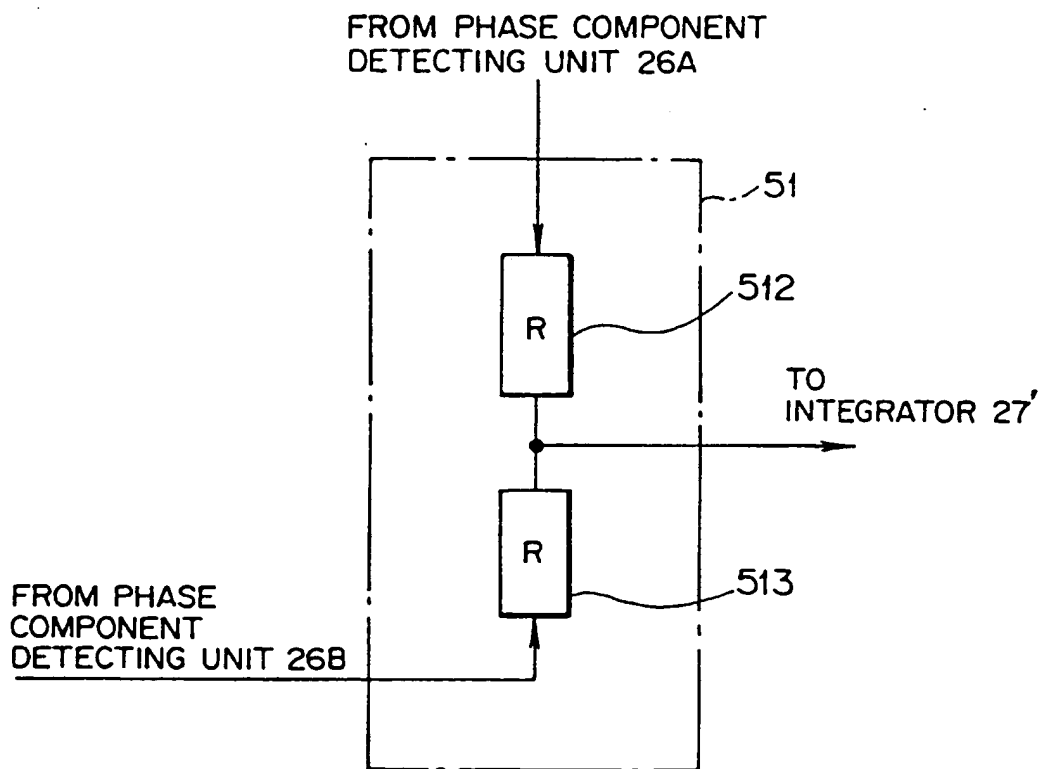 FROM PHASE COMPONENT
DETECTING UNIT 26A
51
R
512
TO
INTEGRATOR 27'
R
513
FROM PHASE
COMPONENT
DETECTING UNIT 26B